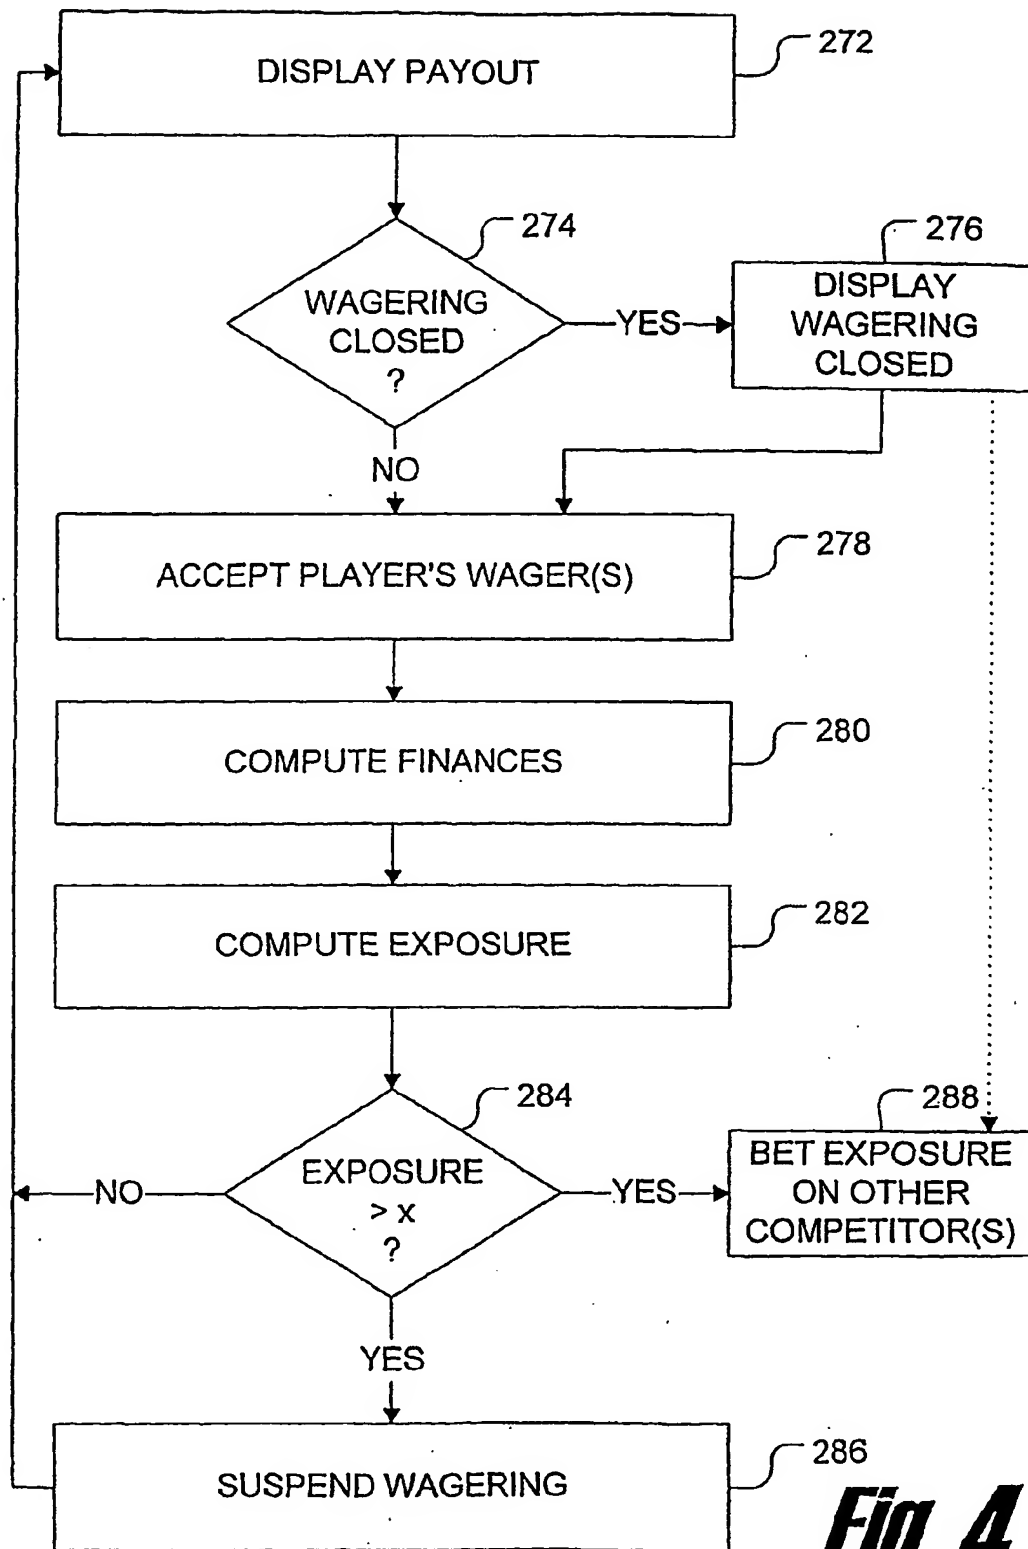 DISPLAY PAYOUT
272
274
WAGERING
CLOSED
?
YES
276
DISPLAY
WAGERING
CLOSED
NO
ACCEPT PLAYER'S WAGER(S)
278
COMPUTE FINANCES
280
COMPUTE EXPOSURE
282
284
EXPOSURE
> x
?
NO
YES
288
BET EXPOSURE
ON OTHER
COMPETITOR(S)
YES
SUSPEND WAGERING
286
Fig. 4